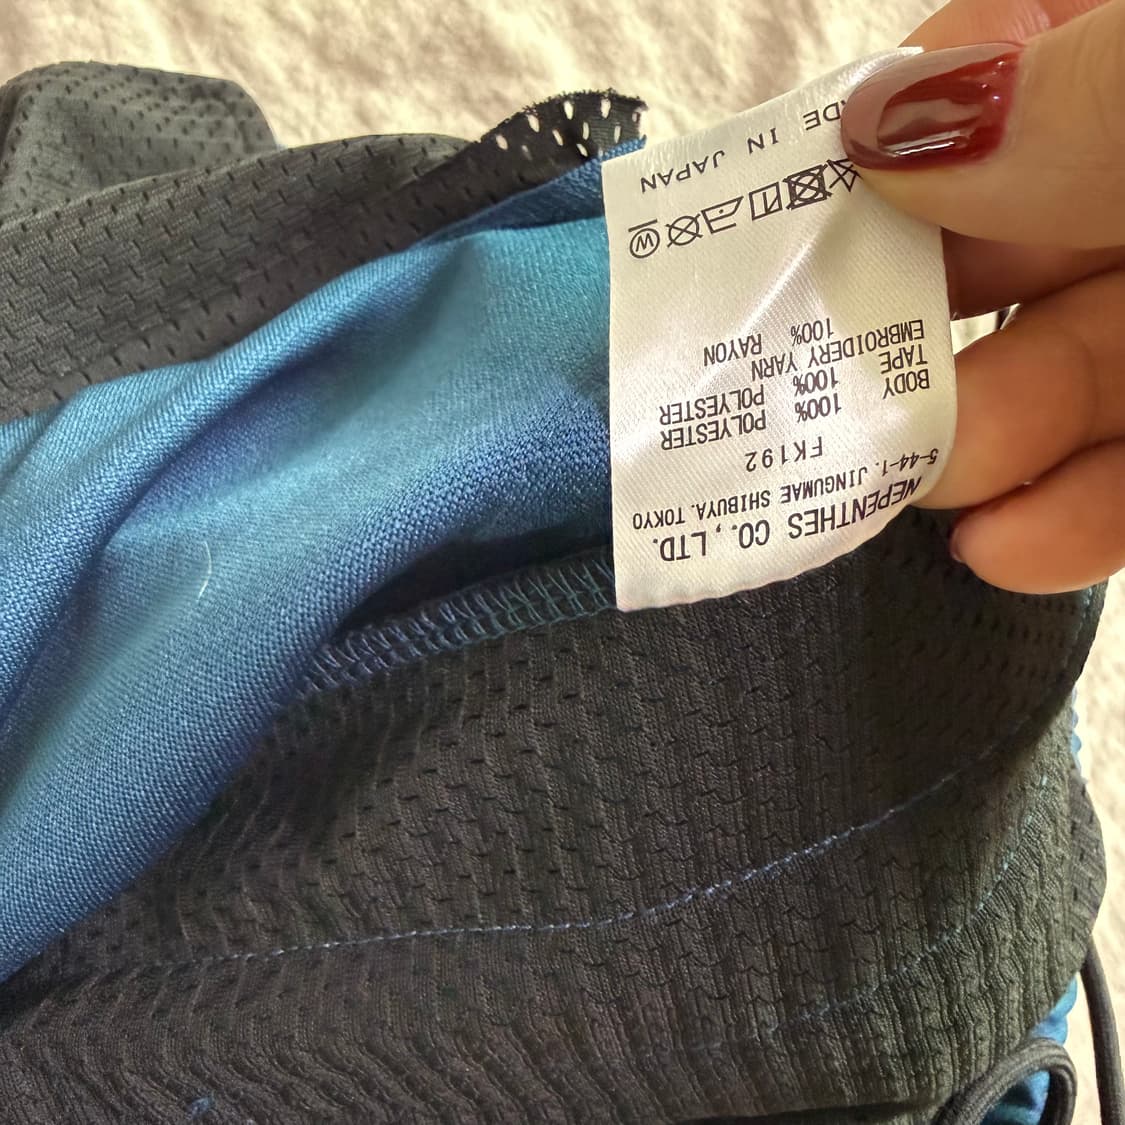 NEPENTHES CO., LTD.
5-44-1. JINGUMAE SHIBUYA. TOKYO
FK192
BODY 100% POLYESTER
TAPE 100% POLYESTER
EMBROIDERY YARN
100% RAYON
W
DE IN JAPAN